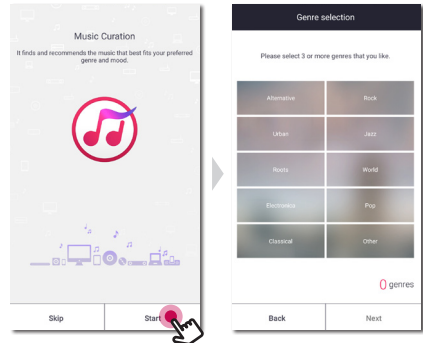 Music Curation
It finds and recommends the music that best fits your preferred
genre and mood.
Skip
Start
Genre selection
Please select 3 or more genres that you like.
Alternative
Rock
Urban
Jazz
Roots
World
Electronica
Pop
Classical
Other
0 genres
Back
Next